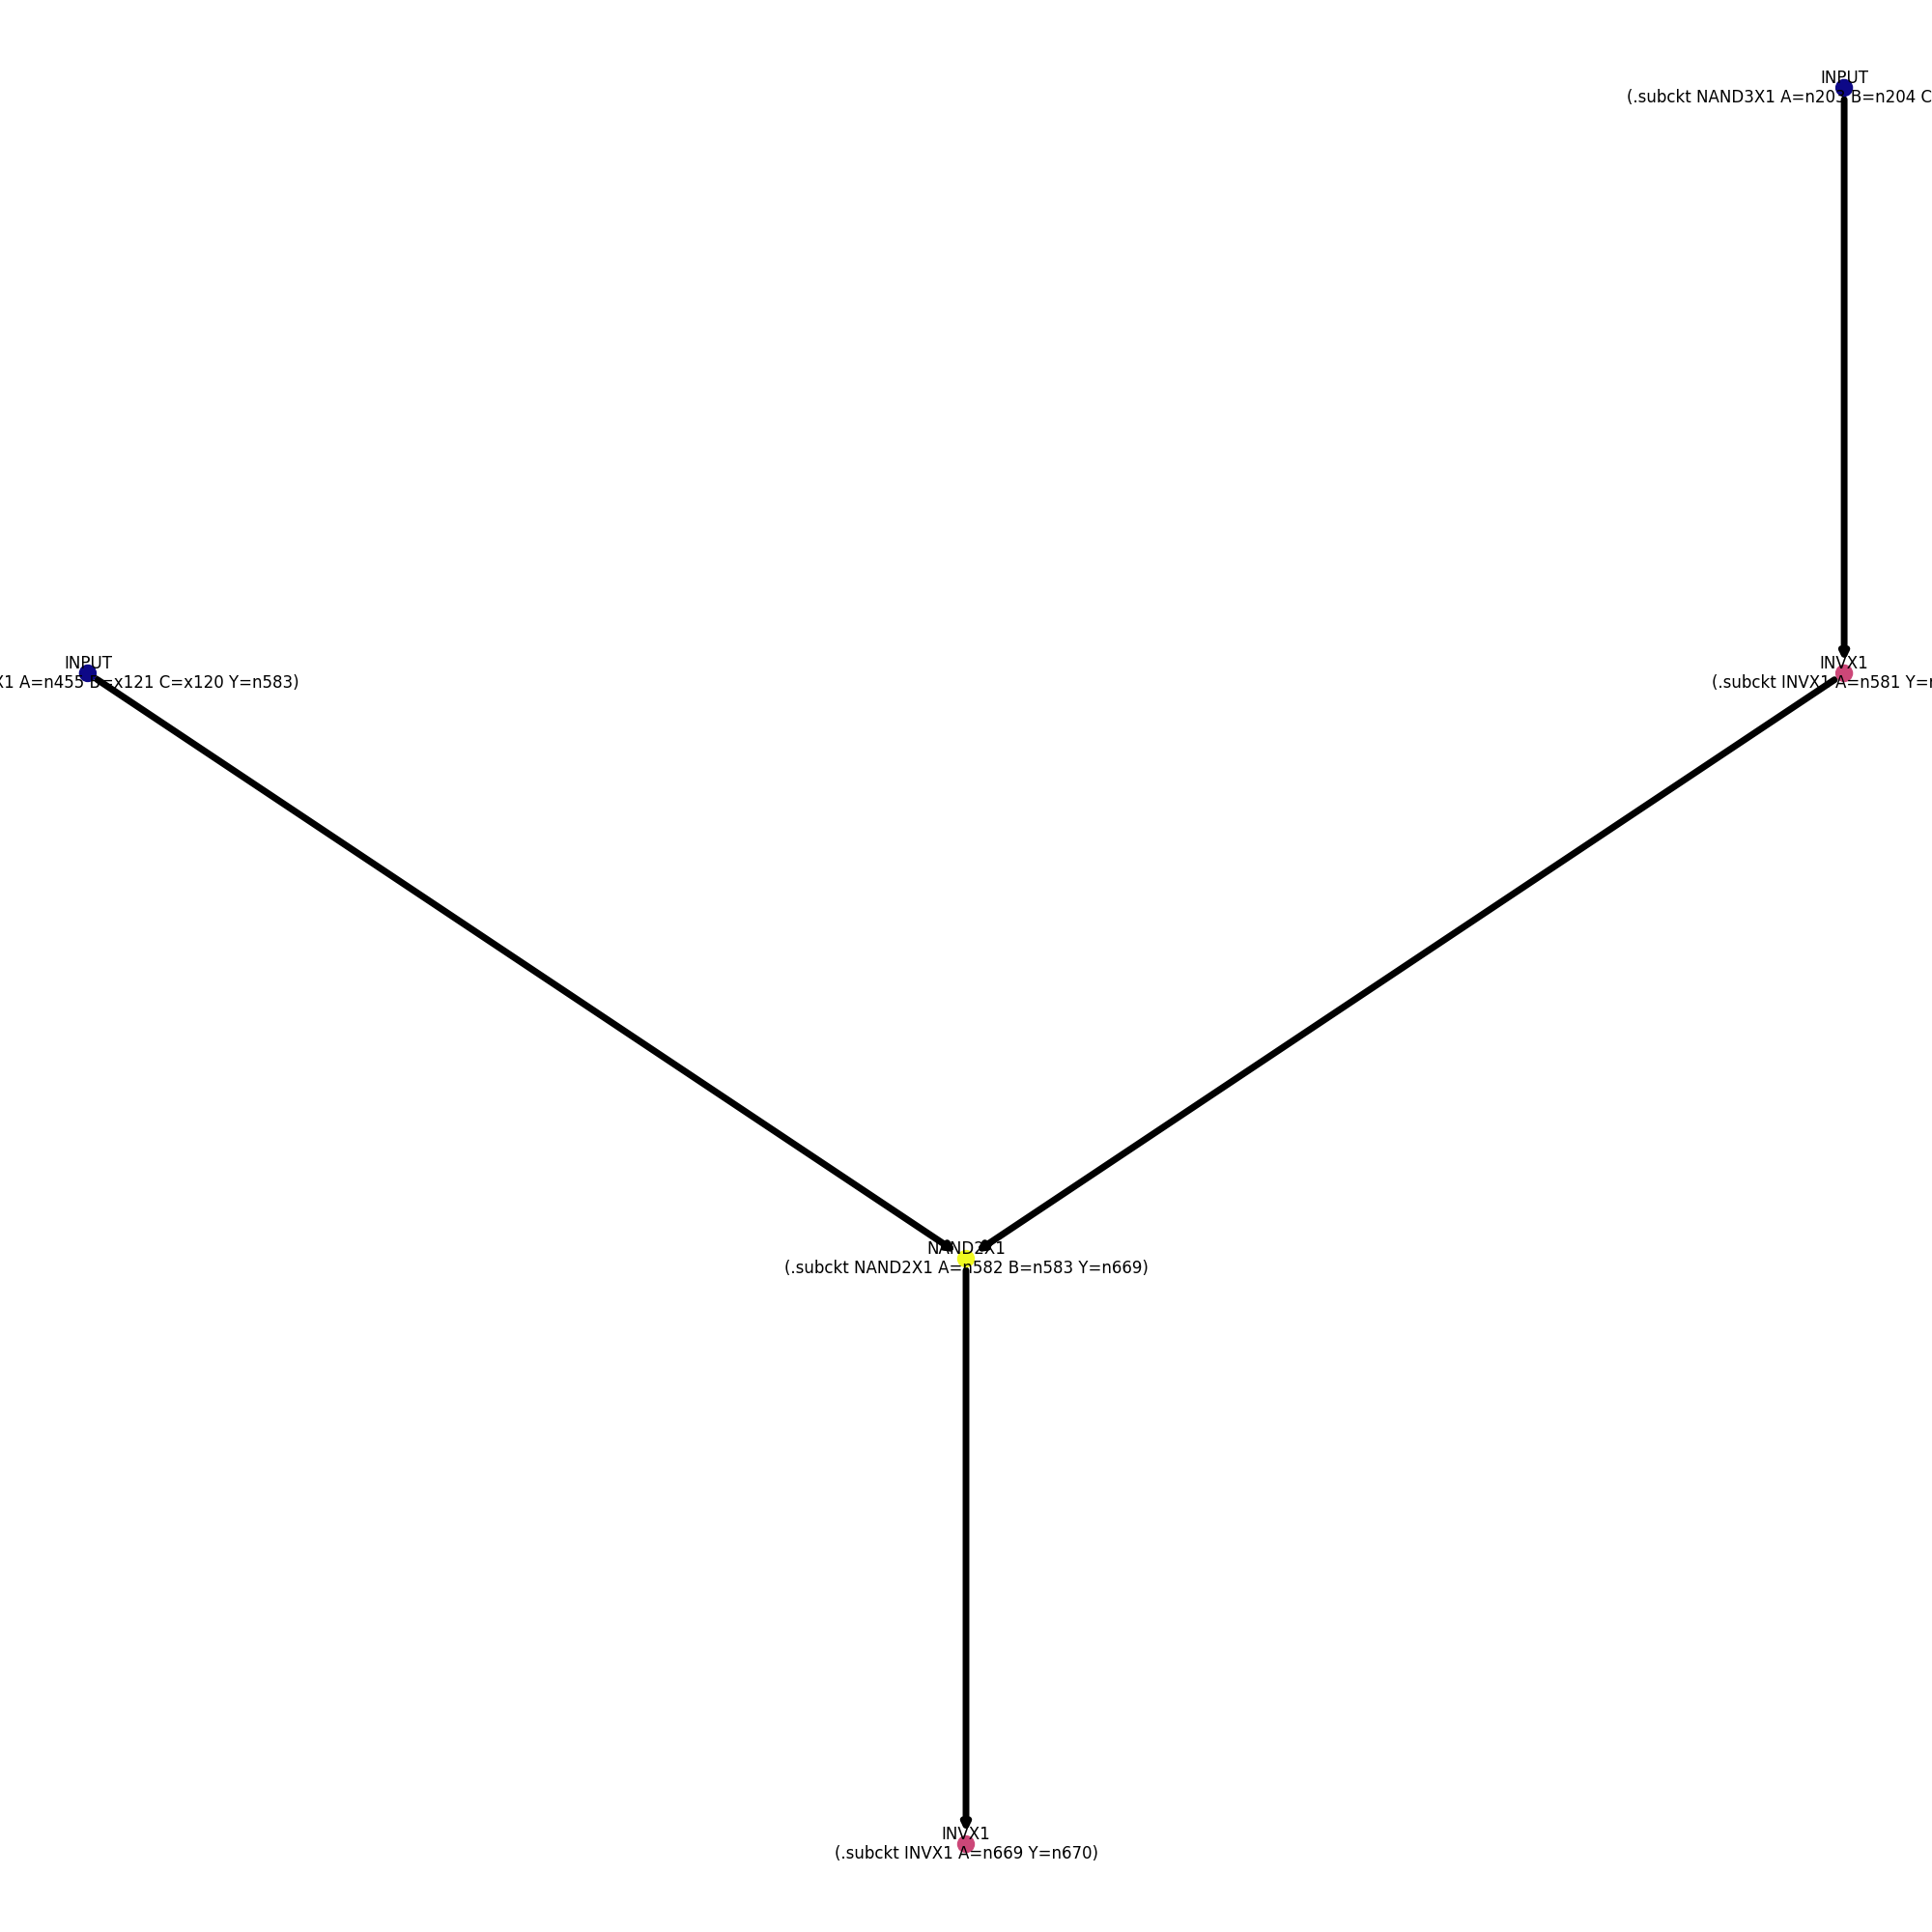 INPUT
(.subckt NAND3X1 A=n203 B=n204 C
INPUT
X1 A=n455 B=x121 C=x120 Y=n583)
INVX1
(.subckt INVX1 A=n581 Y=
NAND2X1
(.subckt NAND2X1 A=n582 B=n583 Y=n669)
INVX1
(.subckt INVX1 A=n669 Y=n670)